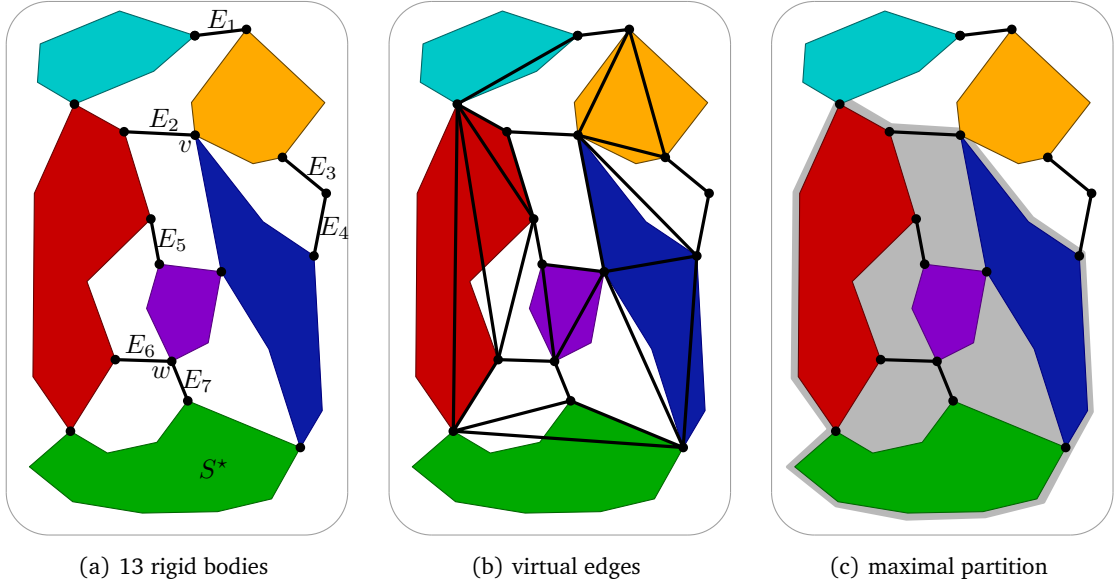 E₁
E₂
v
E₃
E₄
E₅
E₆
w
E₇
S⋆
(a) 13 rigid bodies
(b) virtual edges
(c) maximal partition